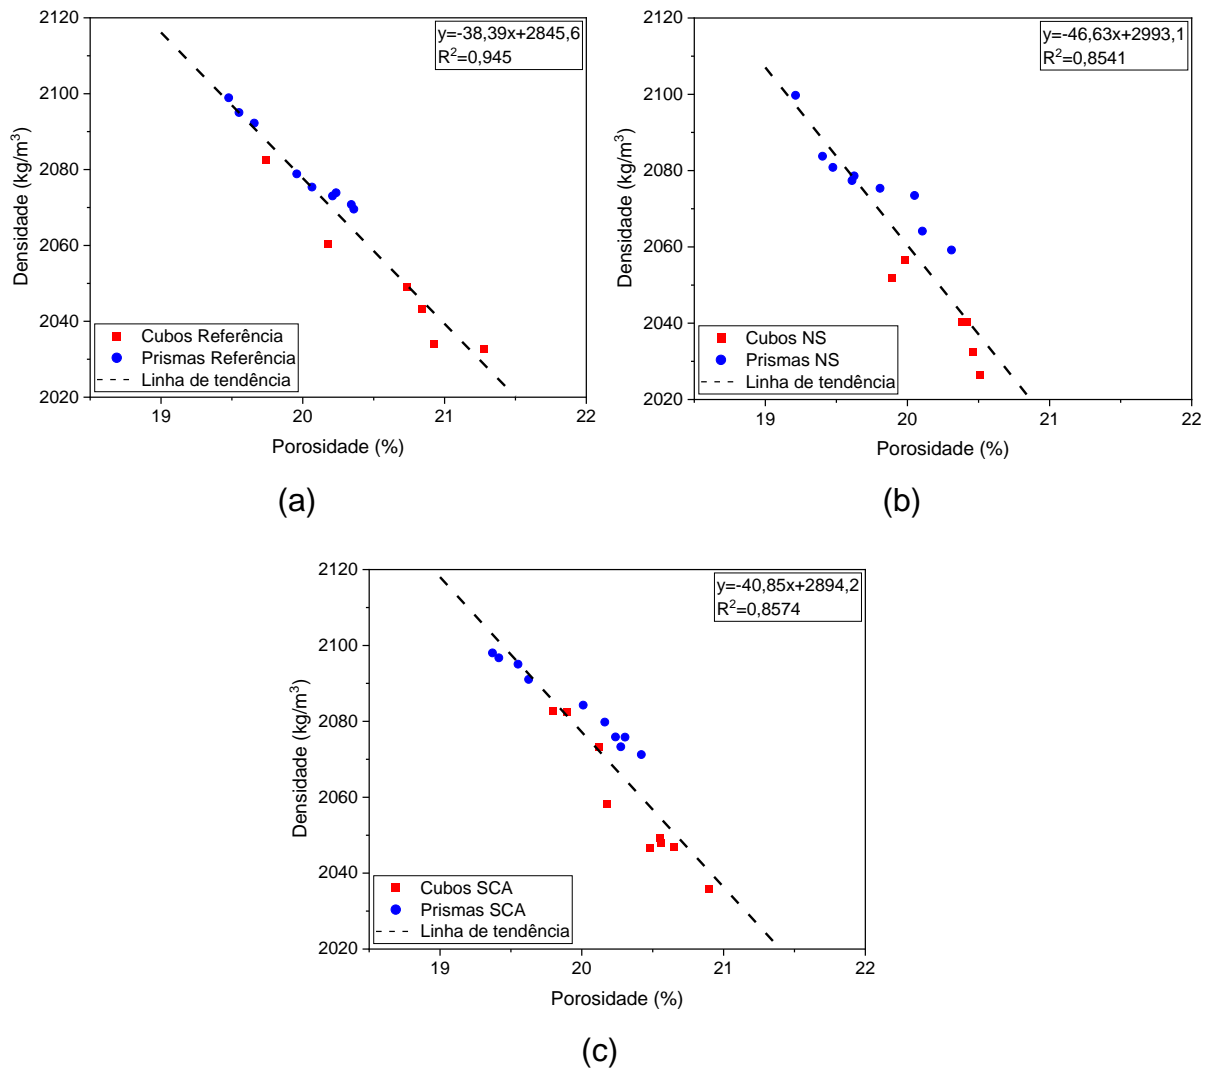 2120
2100
2080
2060
2040
2020
Densidade (kg/m³)
y=-38,39x+2845,6
R²=0,945
Cubos Referência
Prismas Referência
Linha de tendência
19 20 21 22
Porosidade (%)
(a)
2120
2100
2080
2060
2040
2020
Densidade (kg/m³)
y=-46,63x+2993,1
R²=0,8541
Cubos NS
Prismas NS
Linha de tendência
19 20 21 22
Porosidade (%)
(b)
2120
2100
2080
2060
2040
2020
Densidade (kg/m³)
y=-40,85x+2894,2
R²=0,8574
Cubos SCA
Prismas SCA
Linha de tendência
19 20 21 22
Porosidade (%)
(c)